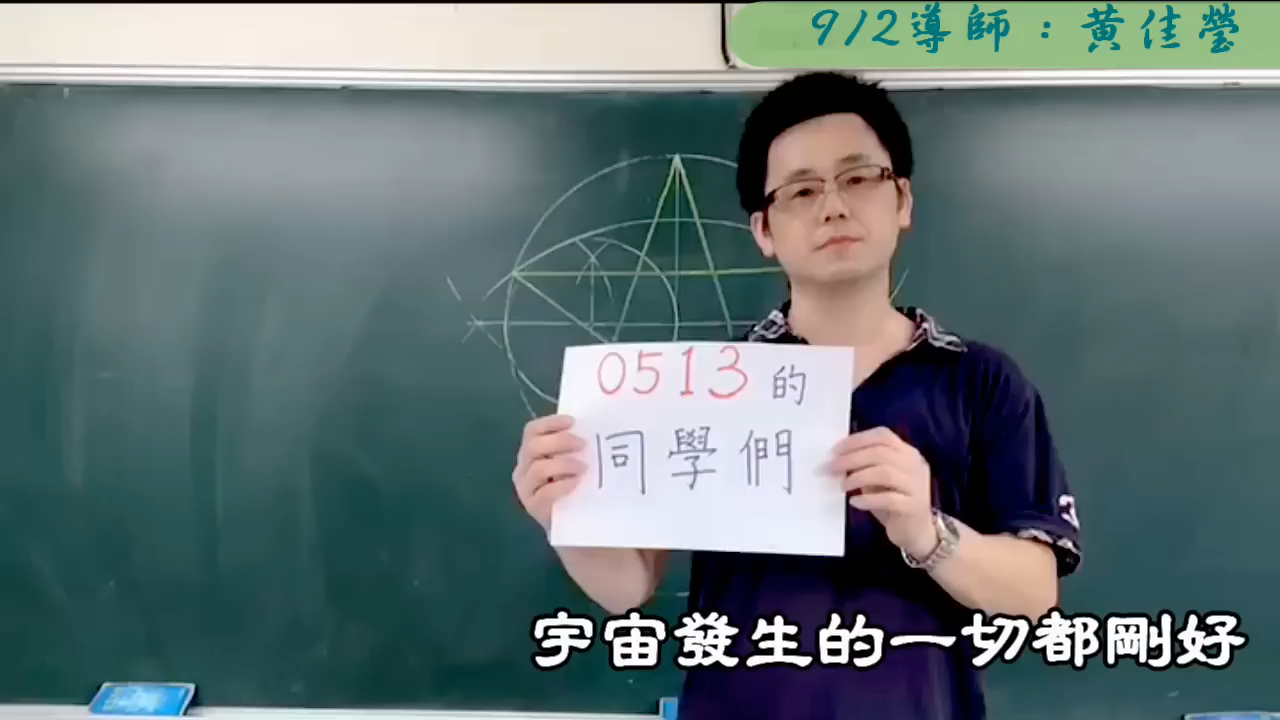 912導師：黃佳瑩
0513的
同學們
宇宙發生的一切都剛好